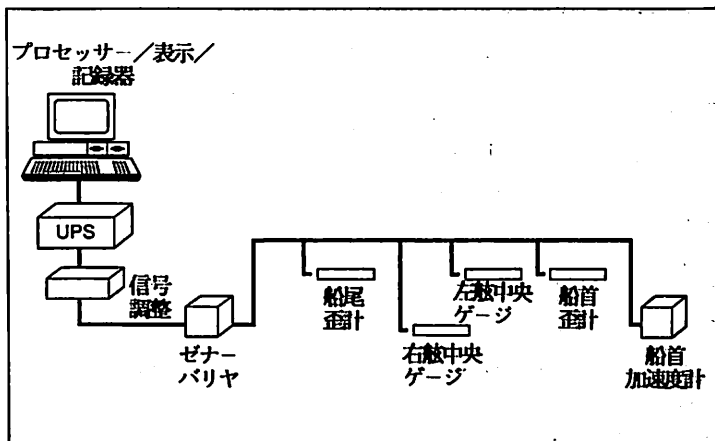 プロセッサー/表示/
記録器
UPS
信号
調整
ゼナー
バリヤ
船尾
歪計
右舷中央
ゲージ
左舷中央
ゲージ
船首
歪計
船首
加速度計